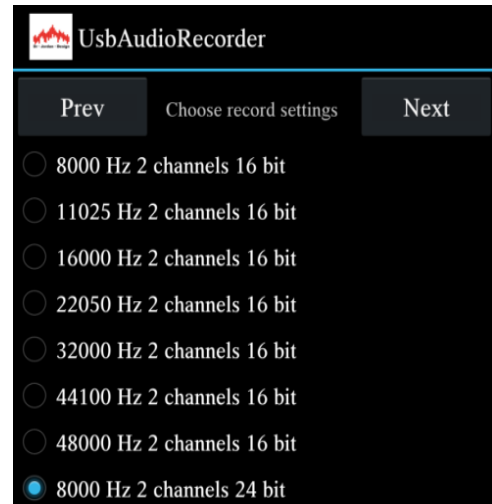 UsbAudioRecorder
Prev Choose record settings Next
8000 Hz 2 channels 16 bit
11025 Hz 2 channels 16 bit
16000 Hz 2 channels 16 bit
22050 Hz 2 channels 16 bit
32000 Hz 2 channels 16 bit
44100 Hz 2 channels 16 bit
48000 Hz 2 channels 16 bit
8000 Hz 2 channels 24 bit